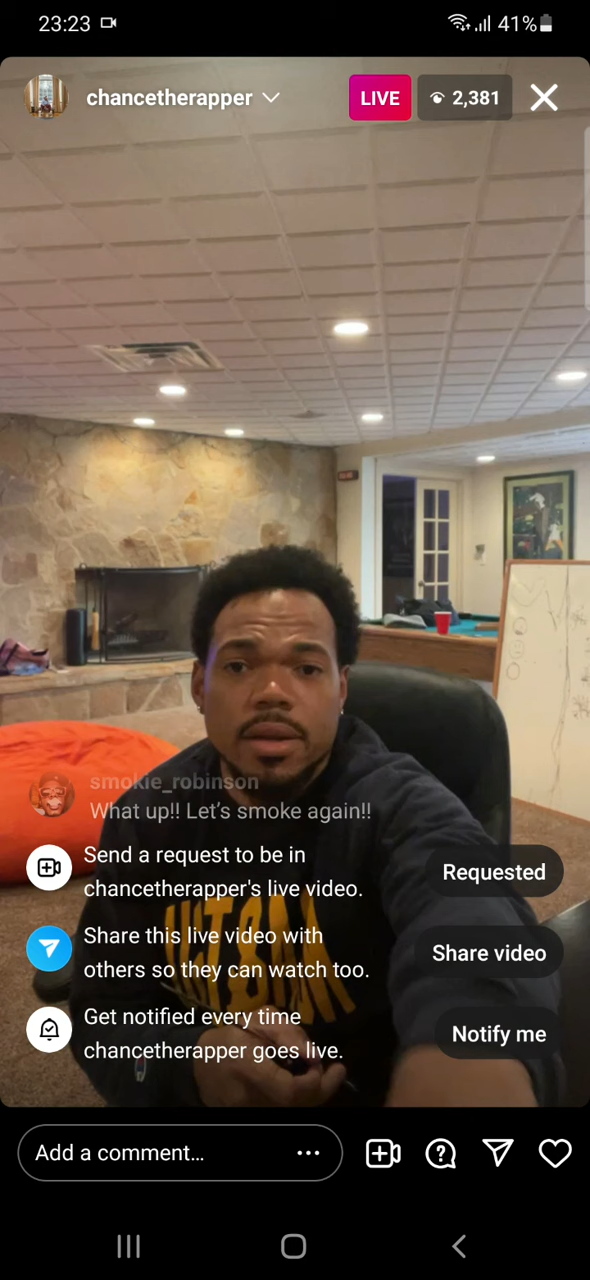 23:23
41%
chancetherapper
LIVE
2,381
smokie_robinson
What up!! Let's smoke again!!
Send a request to be in
chancetherapper's live video.
Requested
Share this live video with
others so they can watch too.
Share video
Get notified every time
chancetherapper goes live.
Notify me
Add a comment...